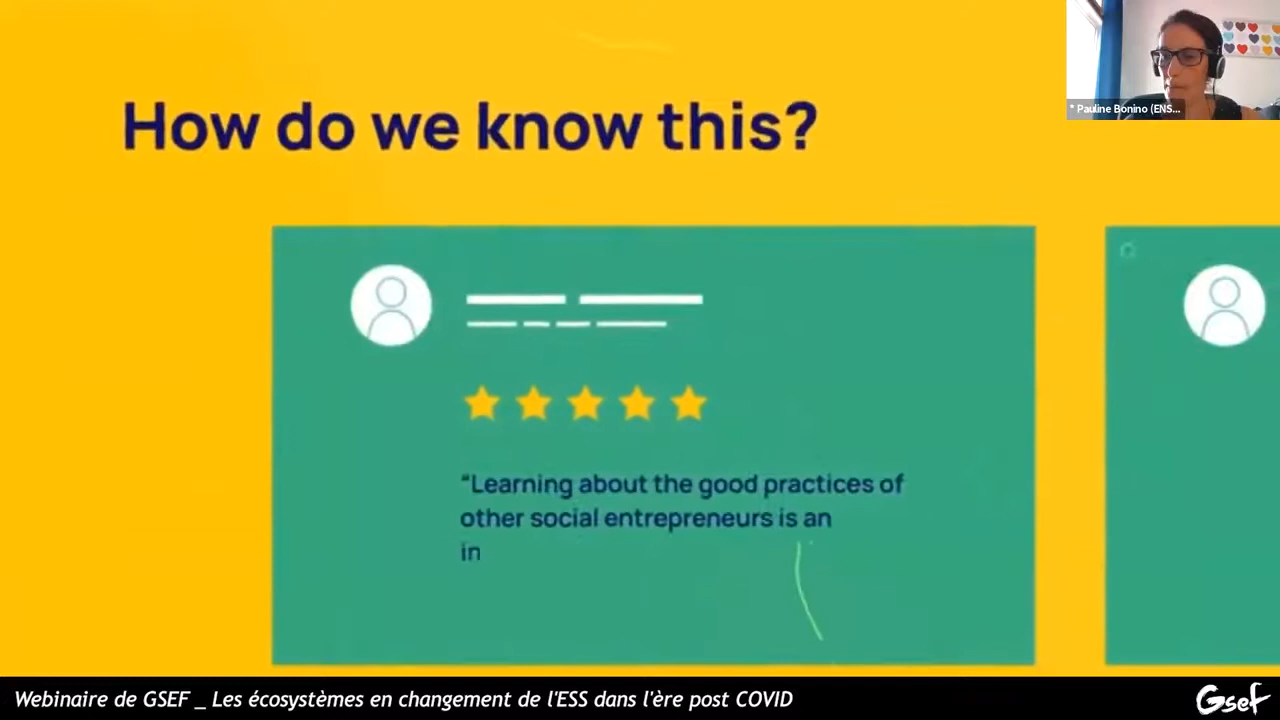 How do we know this?
* Pauline Bonino (ENS...
"Learning about the good practices of
other social entrepreneurs is an
in
Webinaire de GSEF _ Les écosystèmes en changement de l'ESS dans l'ère post COVID
Gsef